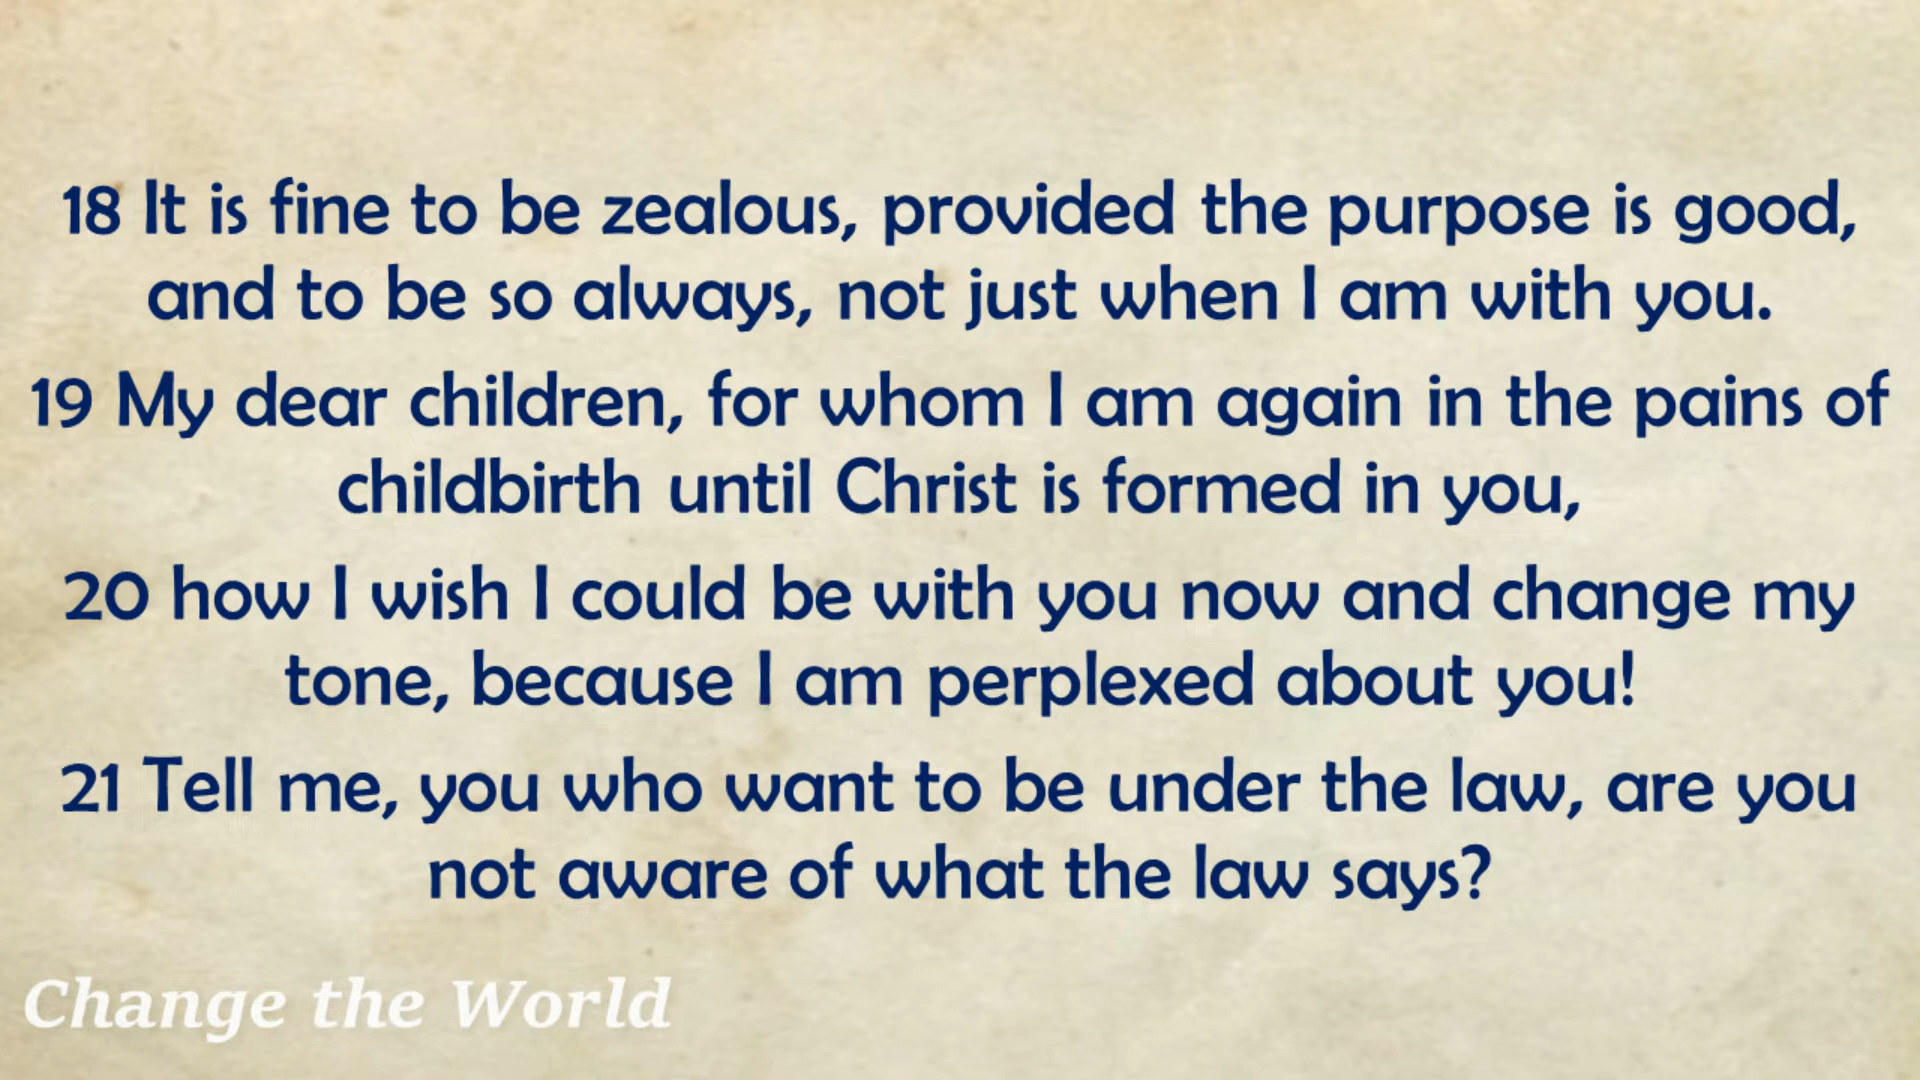 18 It is fine to be zealous, provided the purpose is good,
and to be so always, not just when I am with you.
19 My dear children, for whom I am again in the pains of
childbirth until Christ is formed in you,
20 how I wish I could be with you now and change my
tone, because I am perplexed about you!
21 Tell me, you who want to be under the law, are you
not aware of what the law says?
Change the World